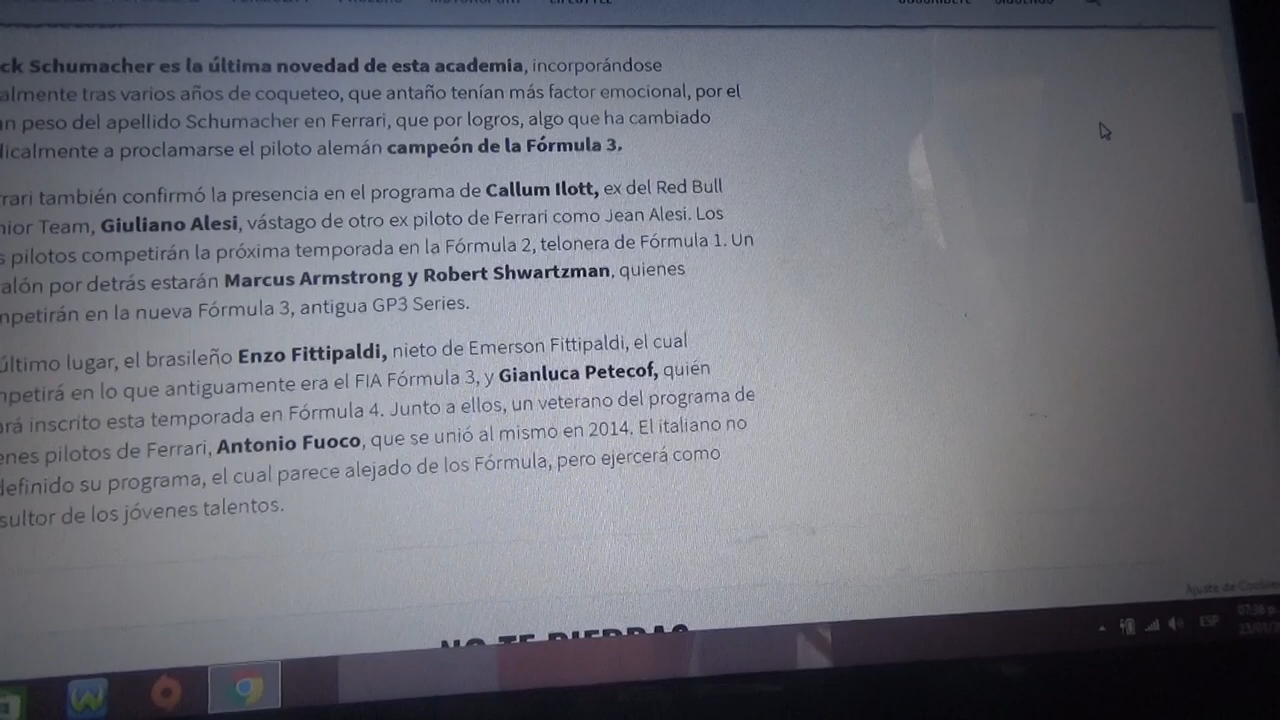 ck Schumacher es la última novedad de esta academia, incorporándose
almente tras varios años de coqueteo, que antaño tenían más factor emocional, por el
an peso del apellido Schumacher en Ferrari, que por logros, algo que ha cambiado
dicalmente a proclamarse el piloto alemán campeón de la Fórmula 3.
rrari también confirmó la presencia en el programa de Callum Ilott, ex del Red Bull
nior Team, Giuliano Alesi, vástago de otro ex piloto de Ferrari como Jean Alesi. Los
s pilotos competirán la próxima temporada en la Fórmula 2, telonera de Fórmula 1. Un
alón por detrás estarán Marcus Armstrong y Robert Shwartzman, quienes
mpetirán en la nueva Fórmula 3, antigua GP3 Series.
último lugar, el brasileño Enzo Fittipaldi, nieto de Emerson Fittipaldi, el cual
mpetirá en lo que antiguamente era el FIA Fórmula 3, y Gianluca Petecof, quién
ará inscrito esta temporada en Fórmula 4. Junto a ellos, un veterano del programa de
enes pilotos de Ferrari, Antonio Fuoco, que se unió al mismo en 2014. El italiano no
definido su programa, el cual parece alejado de los Fórmula, pero ejercerá como
sultor de los jóvenes talentos.
Ajuste de Cookies
NO TE PIERDAS
ESP
07:38 p.